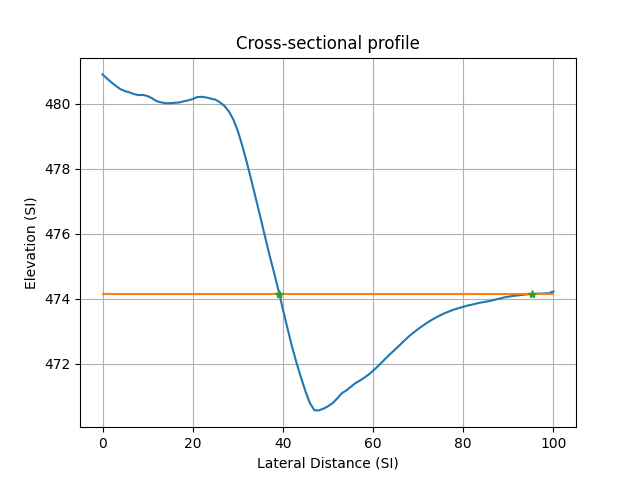 Cross-sectional profile
480
478
476
474
472
0 20 40 60 80 100
Elevation (SI)
Lateral Distance (SI)